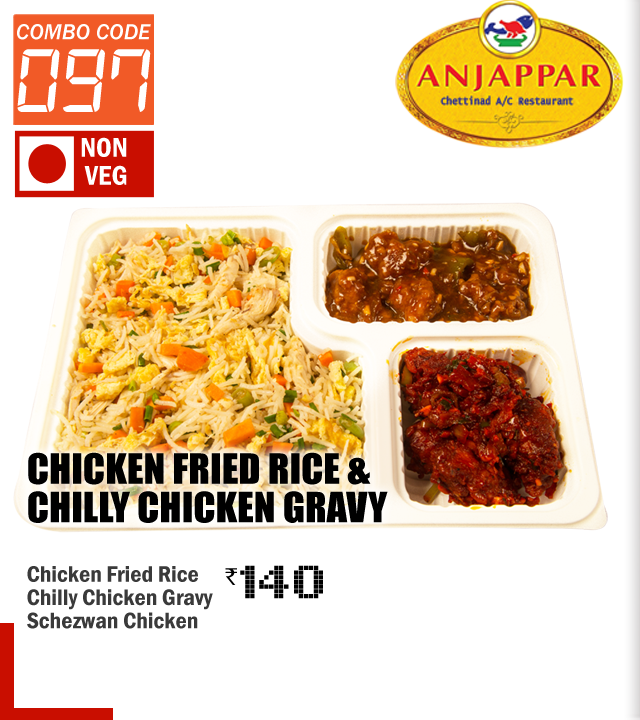 COMBO CODE
097
NON
VEG
ANJAPPAR
Chettinad A/C Restaurant
CHICKEN FRIED RICE &
CHILLY CHICKEN GRAVY
Chicken Fried Rice
Chilly Chicken Gravy
Schezwan Chicken
₹140